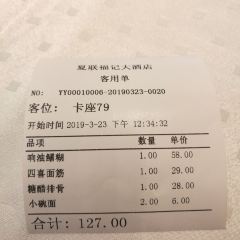 夏联福记大酒店
客用单
NO: YY00010006-20190323-0020
客位: 卡座79
开始时间 2019-3-23 下午 12:34:32
品项 数量 单价
响油鳝糊 1.00 58.00
四喜面筋 1.00 29.00
糖醋排骨 1.00 28.00
小碗面 2.00 6.00
合计: 127.00